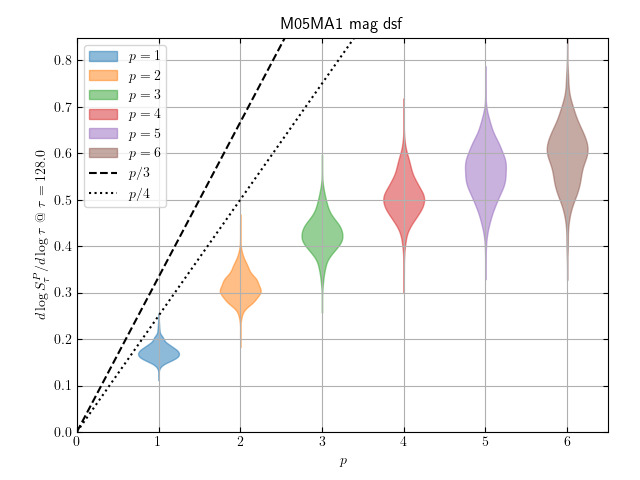 M05MA1 mag dsf
d log S_τ^P / d log τ @ τ = 128.0
0.8
0.7
0.6
0.5
0.4
0.3
0.2
0.1
0.0
p = 1
p = 2
p = 3
p = 4
p = 5
p = 6
p/3
p/4
0 1 2 3 4 5 6
p